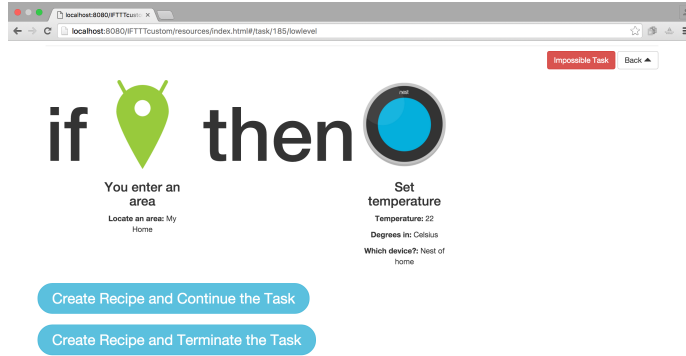 localhost:8080/IFTTTcusto
localhost:8080/IFTTTcustom/resources/index.html#/task/185/lowlevel
Impossible Task
Back
if
then
nest
You enter an
area
Locate an area: My
Home
Set
temperature
Temperature: 22
Degrees in: Celsius
Which device?: Nest of
home
Create Recipe and Continue the Task
Create Recipe and Terminate the Task